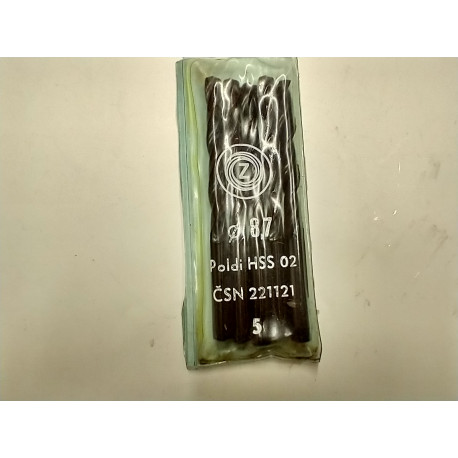 Z
ø 8,7
Poldi HSS 02
ČSN 221121
5